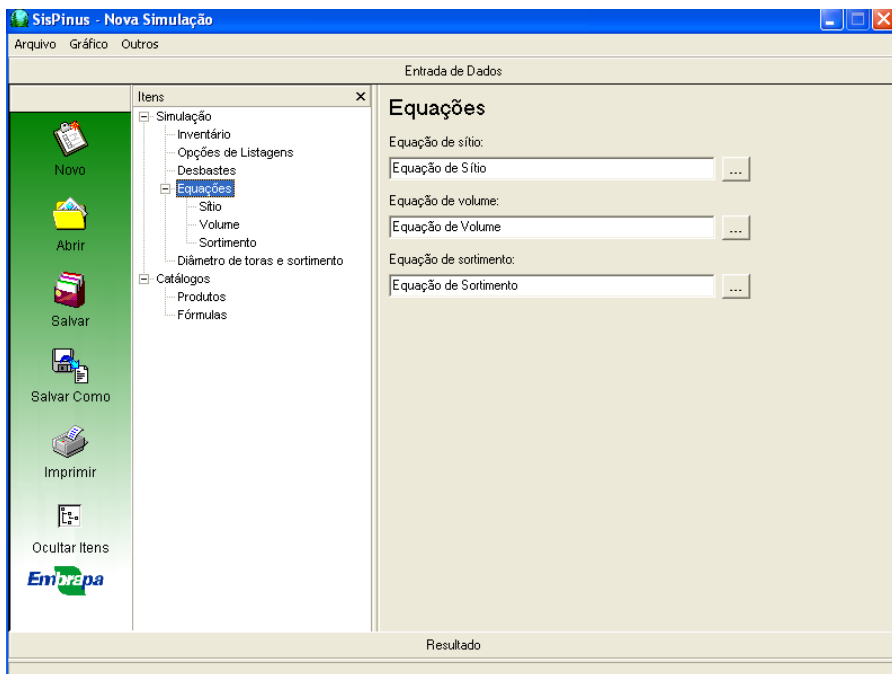 SisPinus - Nova Simulação
Arquivo Gráfico Outros
Entrada de Dados
Novo
Abrir
Salvar
Salvar Como
Imprimir
Ocultar Itens
Embrapa
Itens
Simulação
Inventário
Opções de Listagens
Desbastes
Equações
Sítio
Volume
Sortimento
Diâmetro de toras e sortimento
Catálogos
Produtos
Fórmulas
Equações
Equação de sítio:
Equação de Sítio ...
Equação de volume:
Equação de Volume ...
Equação de sortimento:
Equação de Sortimento ...
Resultado